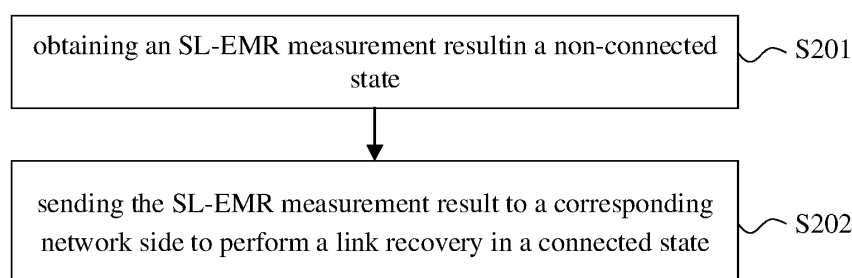 obtaining an SL-EMR measurement resultin a non-connected
state
S201
sending the SL-EMR measurement result to a corresponding
network side to perform a link recovery in a connected state
S202